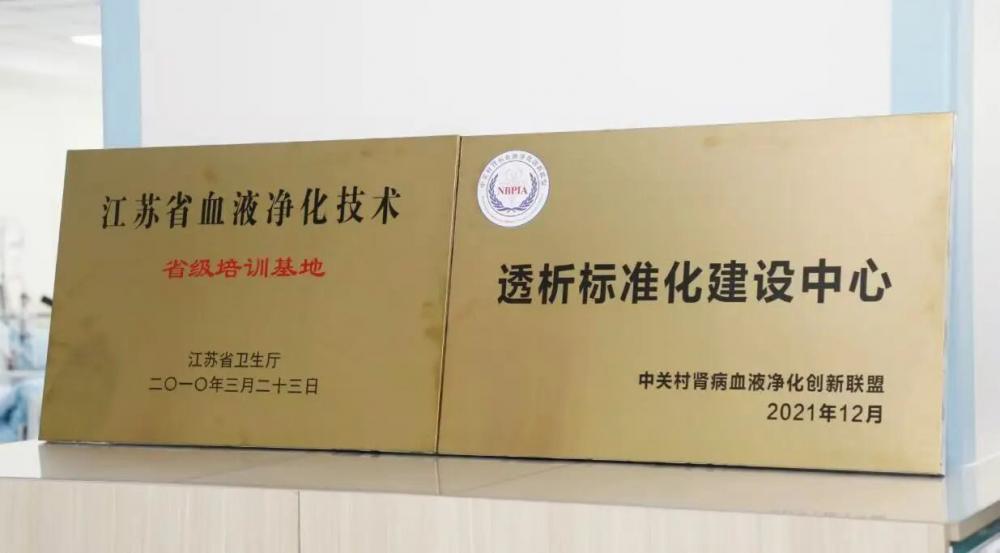 江苏省血液净化技术
省级培训基地
江苏省卫生厅
二〇一〇年三月二十三日
NBPIA
透析标准化建设中心
中关村肾病血液净化创新联盟
2021年12月